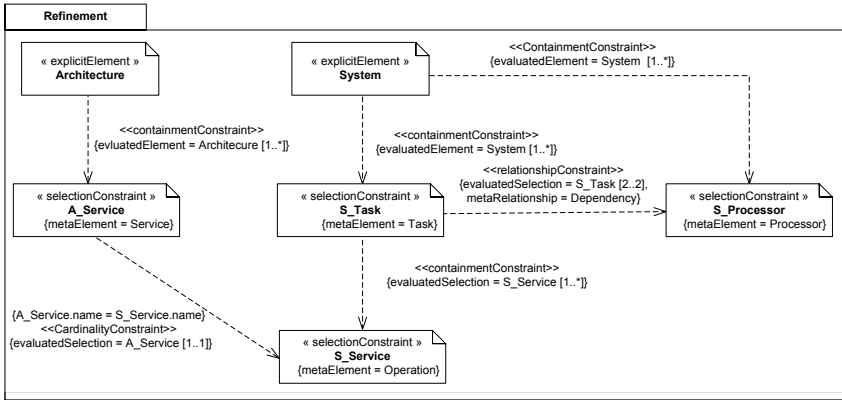 Refinement
« explicitElement »
Architecture
« explicitElement »
System
<<ContainmentConstraint>>
{evaluatedElement = System [1..*]}
<<containmentConstraint>>
{evluatedElement = Architecure [1..*]}
<<containmentConstraint>>
{evaluatedElement = System [1..*]}
<<relationshipConstraint>>
{evaluatedSelection = S_Task [2..2],
metaRelationship = Dependency}
« selectionConstraint »
A_Service
{metaElement = Service}
« selectionConstraint »
S_Task
{metaElement = Task}
« selectionConstraint »
S_Processor
{metaElement = Processor}
<<containmentConstraint>>
{evaluatedSelection = S_Service [1..*]}
{A_Service.name = S_Service.name}
<<CardinalityConstraint>>
{evaluatedSelection = A_Service [1..1]}
« selectionConstraint »
S_Service
{metaElement = Operation}